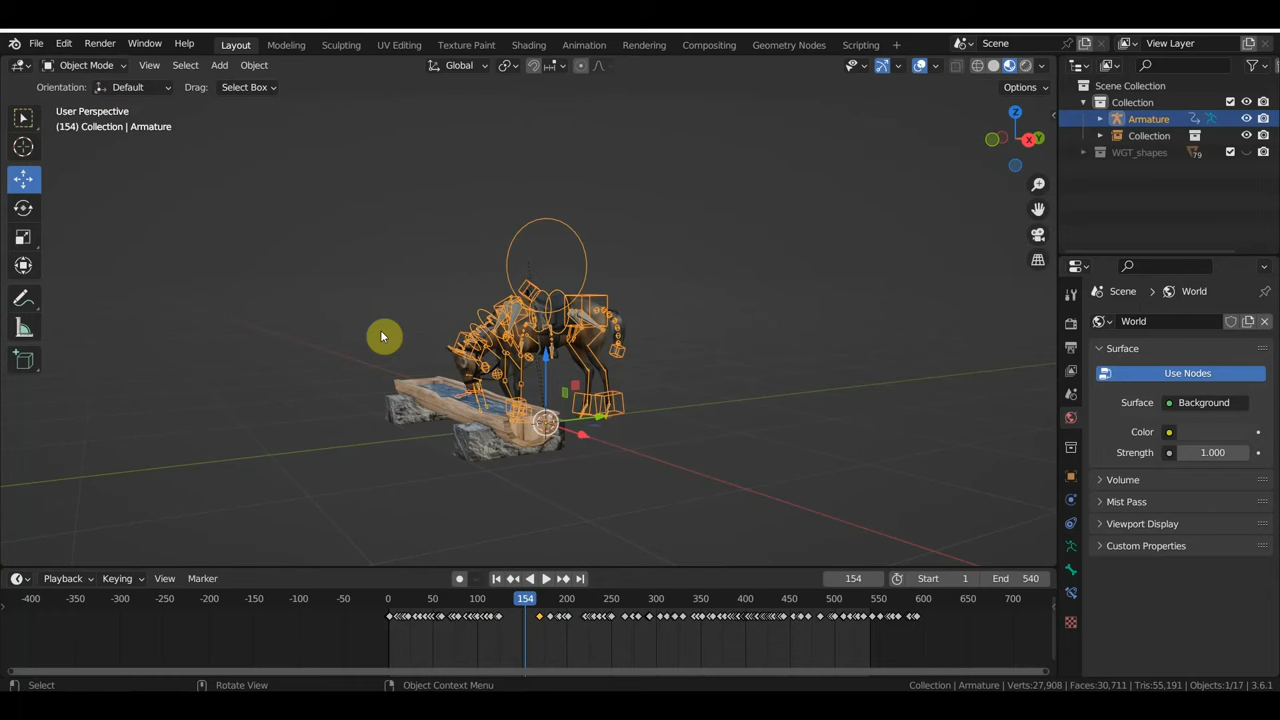 File Edit Render Window Help Layout Modeling Sculpting UV Editing Texture Paint Shading Animation Rendering Compositing Geometry Nodes Scripting + Scene View Layer
Object Mode View Select Add Object Global Options
Orientation: Default Drag: Select Box
User Perspective
(154) Collection | Armature
Z
X
Y
Scene Collection
Collection
Armature
Collection
WGT_shapes 79
Scene > World
World
Surface
Use Nodes
Surface Background
Color
Strength 1.000
Volume
Mist Pass
Viewport Display
Custom Properties
Playback Keying View Marker 154 Start 1 End 540
-400 -350 -300 -250 -200 -150 -100 -50 0 50 100 154 200 250 300 350 400 450 500 550 600 650 700
Select Rotate View Object Context Menu Collection | Armature | Verts:27,908 | Faces:30,711 | Tris:55,191 | Objects:1/17 | 3.6.1